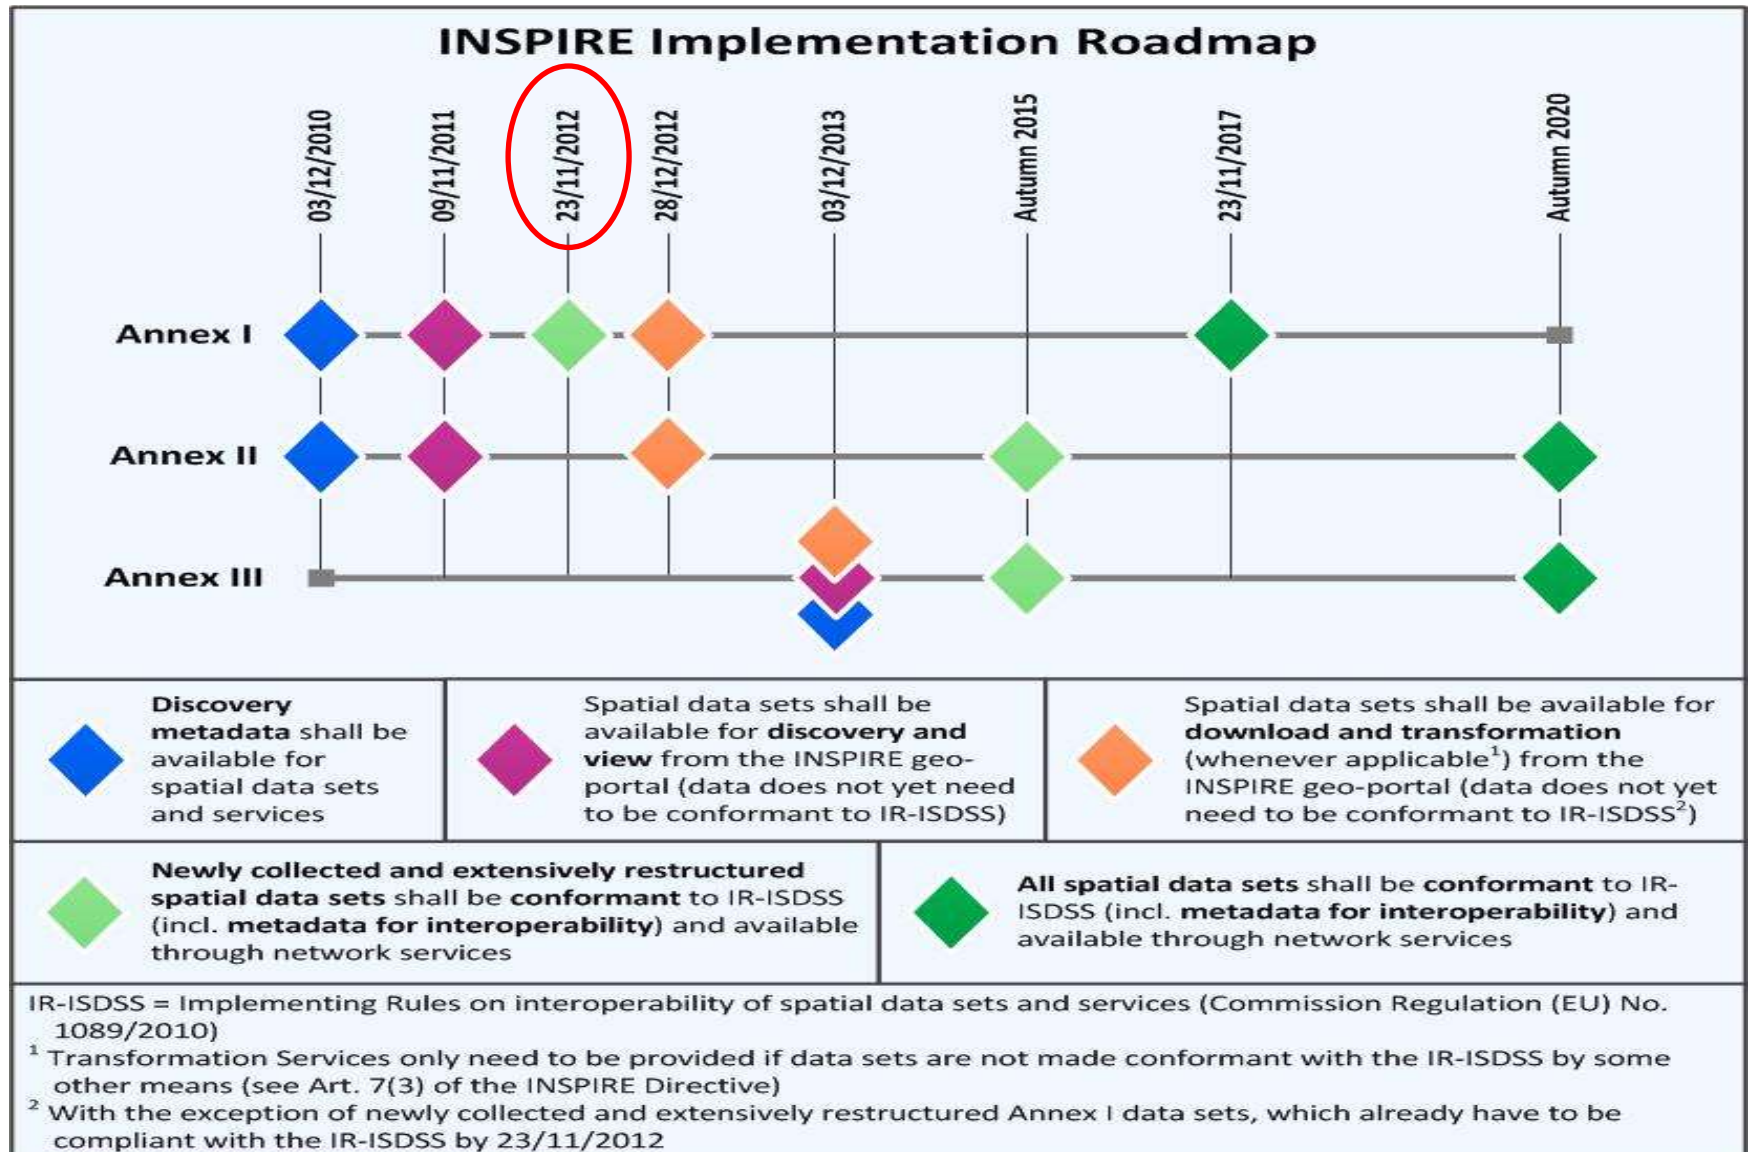 INSPIRE Implementation Roadmap
03/12/2010
09/11/2011
23/11/2012
28/12/2012
03/12/2013
Autumn 2015
23/11/2017
Autumn 2020
Annex I
Annex II
Annex III
Discovery
metadata shall be
available for
spatial data sets
and services
Spatial data sets shall be
available for discovery and
view from the INSPIRE geo-
portal (data does not yet need
to be conformant to IR-ISDSS)
Spatial data sets shall be available for
download and transformation
(whenever applicable¹) from the
INSPIRE geo-portal (data does not yet
need to be conformant to IR-ISDSS²)
Newly collected and extensively restructured
spatial data sets shall be conformant to IR-ISDSS
(incl. metadata for interoperability) and available
through network services
All spatial data sets shall be conformant to IR-
ISDSS (incl. metadata for interoperability) and
available through network services
IR-ISDSS = Implementing Rules on interoperability of spatial data sets and services (Commission Regulation (EU) No.
1089/2010)
¹ Transformation Services only need to be provided if data sets are not made conformant with the IR-ISDSS by some
other means (see Art. 7(3) of the INSPIRE Directive)
² With the exception of newly collected and extensively restructured Annex I data sets, which already have to be
compliant with the IR-ISDSS by 23/11/2012